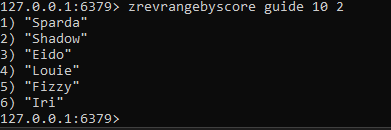 127.0.0.1:6379> zrevrangebyscore guide 10 2
1) "Sparda"
2) "Shadow"
3) "Eido"
4) "Louie"
5) "Fizzy"
6) "Iri"
127.0.0.1:6379>